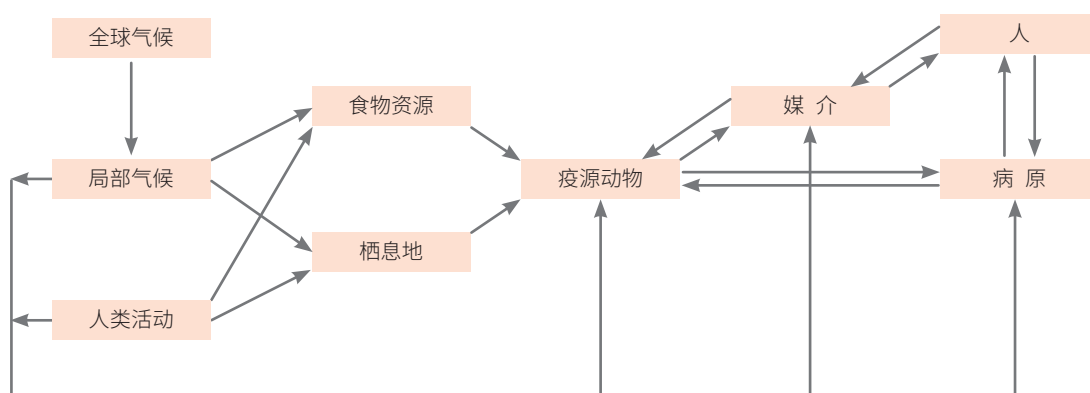 全球气候
人
食物资源
媒 介
局部气候
疫源动物
病 原
栖息地
人类活动